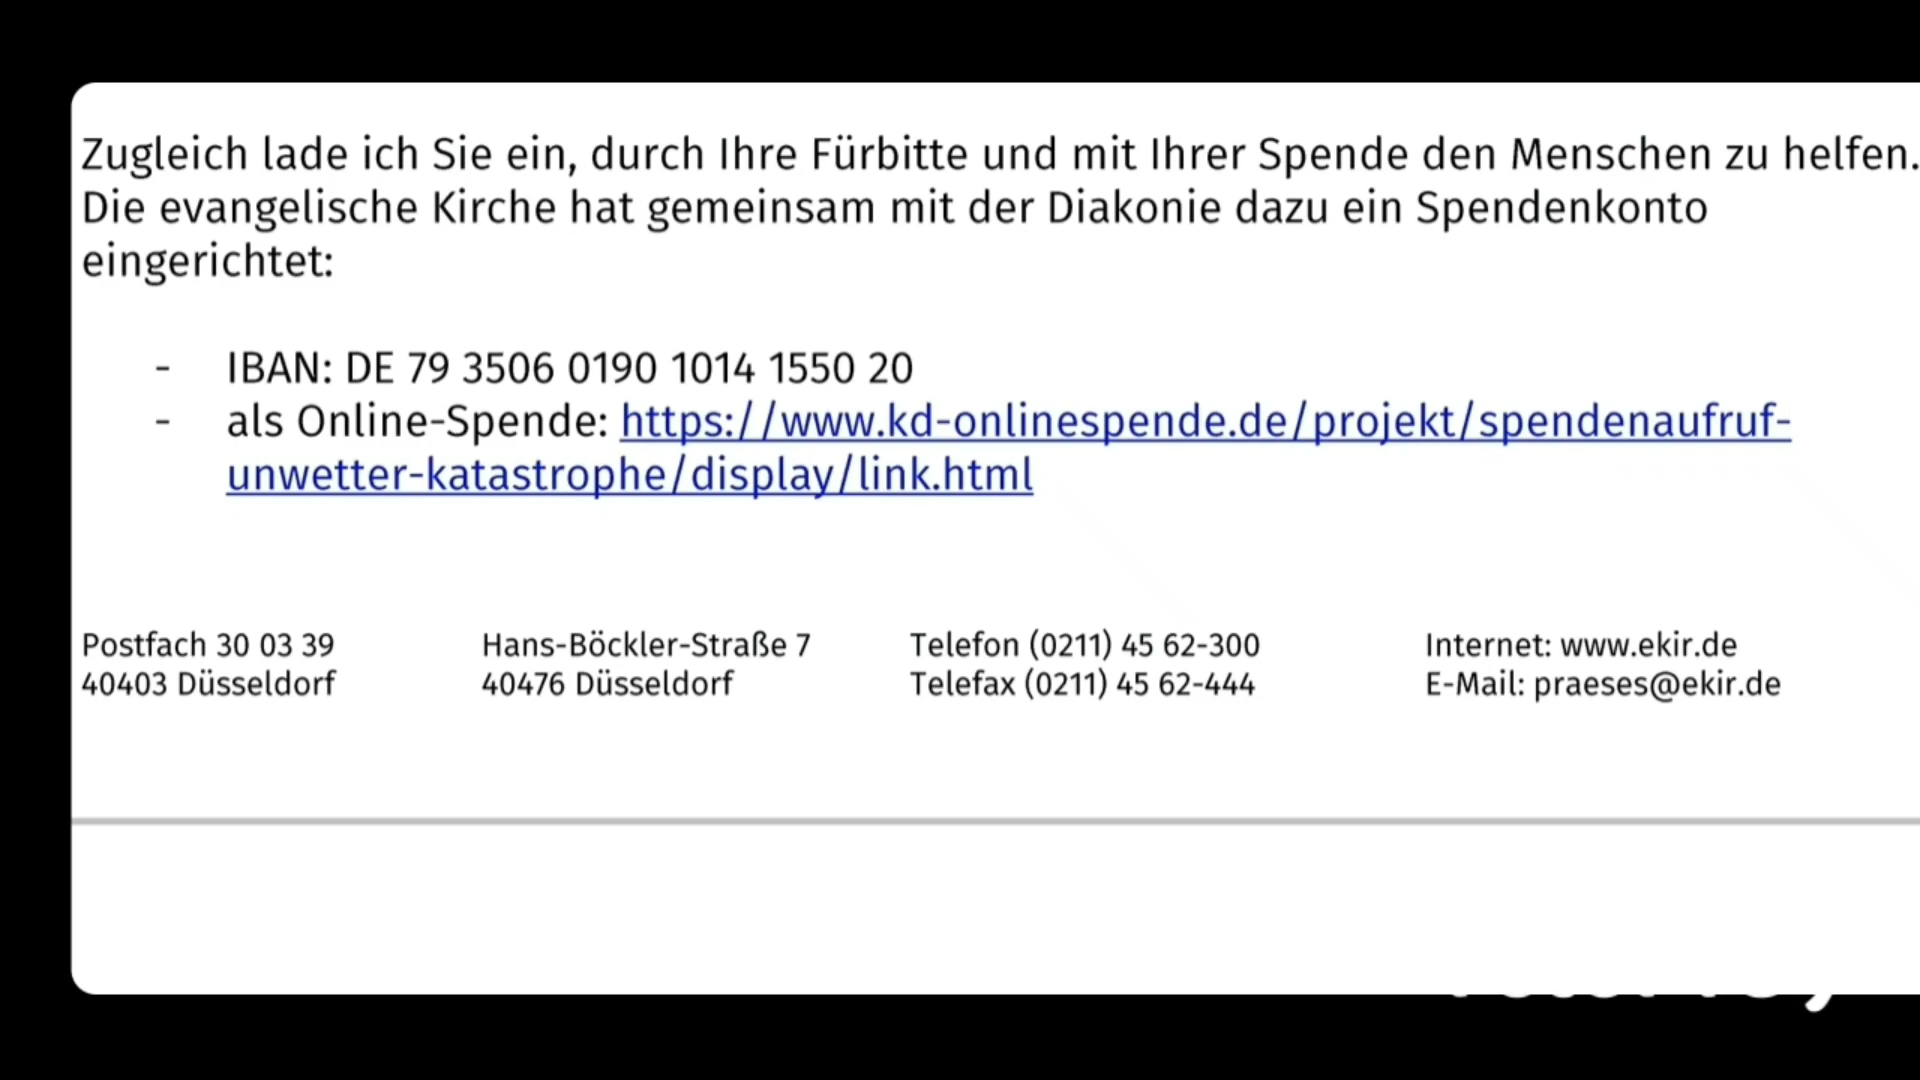 Zugleich lade ich Sie ein, durch Ihre Fürbitte und mit Ihrer Spende den Menschen zu helfen.
Die evangelische Kirche hat gemeinsam mit der Diakonie dazu ein Spendenkonto
eingerichtet:
- IBAN: DE 79 3506 0190 1014 1550 20
- als Online-Spende: https://www.kd-onlinespende.de/projekt/spendenaufruf-
unwetter-katastrophe/display/link.html
Postfach 30 03 39 Hans-Böckler-Straße 7 Telefon (0211) 45 62-300 Internet: www.ekir.de
40403 Düsseldorf 40476 Düsseldorf Telefax (0211) 45 62-444 E-Mail: praeses@ekir.de